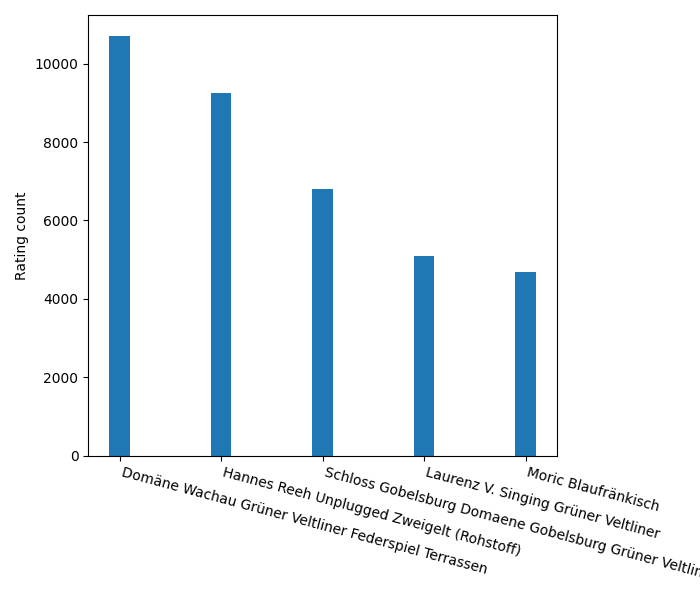 10000
8000
6000
4000
2000
0
Rating count
Domäne Wachau Grüner Veltliner Federspiel Terrassen
Hannes Reeh Unplugged Zweigelt (Rohstoff)
Schloss Gobelsburg Domaene Gobelsburg Grüner
Laurenz V. Singing Grüner Veltliner
Moric Blaufränkisch